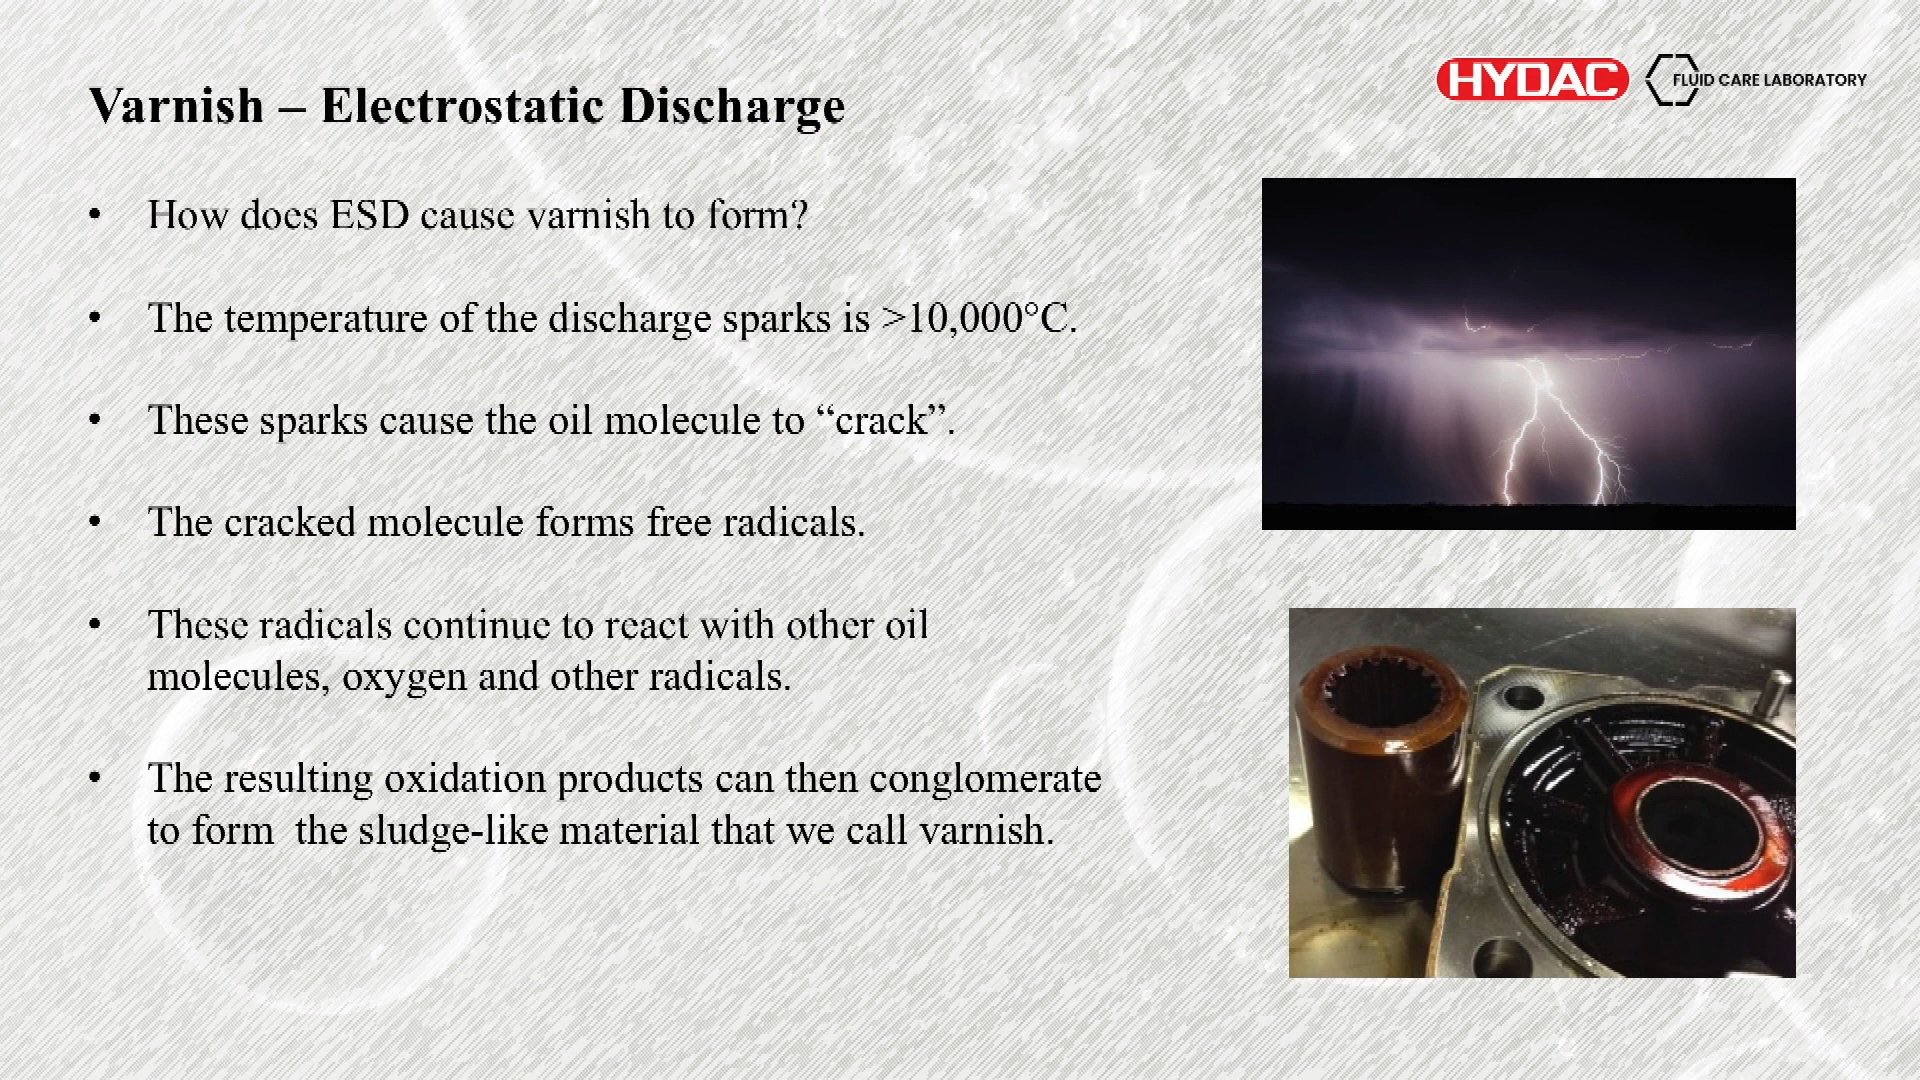 Varnish – Electrostatic Discharge
HYDAC
FLUID CARE LABORATORY
• How does ESD cause varnish to form?
• The temperature of the discharge sparks is >10,000°C.
• These sparks cause the oil molecule to “crack”.
• The cracked molecule forms free radicals.
• These radicals continue to react with other oil
molecules, oxygen and other radicals.
• The resulting oxidation products can then conglomerate
to form  the sludge-like material that we call varnish.